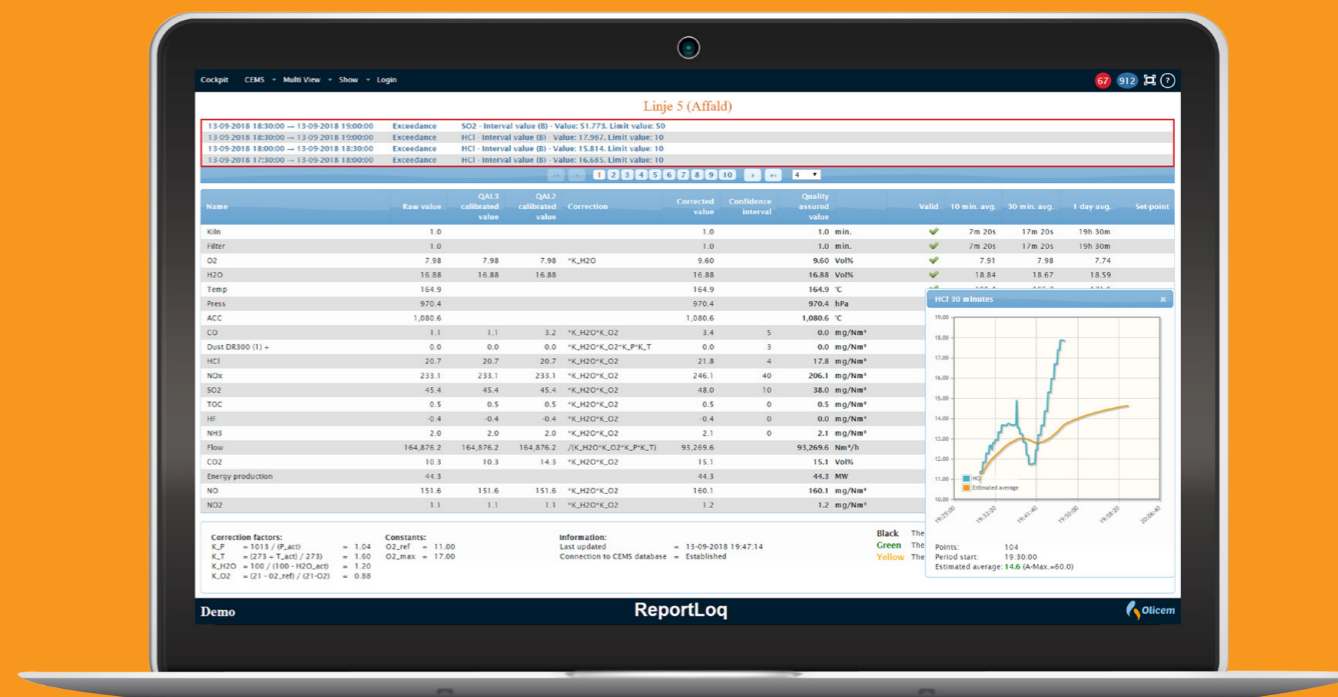 Cockpit CEMS Multi View Show Login 67 912 ?
Linje 5 (Affald)
13-09-2018 18:30:00 → 13-09-2018 19:00:00 Exceedance SO2 - Interval value (B) - Value: 51.773. Limit value: 50
13-09-2018 18:30:00 → 13-09-2018 19:00:00 Exceedance HCl - Interval value (B) - Value: 17.987. Limit value: 10
13-09-2018 18:00:00 → 13-09-2018 18:30:00 Exceedance HCl - Interval value (B) - Value: 15.814. Limit value: 10
13-09-2018 17:30:00 → 13-09-2018 18:00:00 Exceedance HCl - Interval value (B) - Value: 16.685. Limit value: 10
1 2 3 4 5 6 7 8 9 10 4
Name Raw value QAL3 calibrated value QAL2 calibrated value Correction Corrected value Confidence interval Quality assured value Valid 10 min. avg. 30 min. avg. 1 day avg. Set-point
Kiln 1.0 1.0 1.0 min. 7m 20s 17m 20s 19h 30m
Filter 1.0 1.0 1.0 min. 7m 20s 17m 20s 19h 30m
O2 7.98 7.98 7.98 *K_H2O 9.60 9.60 Vol% 7.91 7.98 7.74
H2O 16.88 16.88 16.88 16.88 16.88 Vol% 18.84 18.67 18.59
Temp 164.9 164.9 164.9 °C
Press 970.4 970.4 970.4 hPa
ACC 1,080.6 1,080.6 1,080.6 °C
CO 1.1 1.1 3.2 *K_H2O*K_O2 3.4 5 0.0 mg/Nm³
Dust DR300 (1) + 0.0 0.0 0.0 *K_H2O*K_O2*K_P*K_T 0.0 3 0.0 mg/Nm³
HCl 20.7 20.7 20.7 *K_H2O*K_O2 21.8 4 17.8 mg/Nm³
NOx 233.1 233.1 233.1 *K_H2O*K_O2 246.1 40 206.1 mg/Nm³
SO2 45.4 45.4 45.4 *K_H2O*K_O2 48.0 10 38.0 mg/Nm³
TOC 0.5 0.5 0.5 *K_H2O*K_O2 0.5 0 0.5 mg/Nm³
HF -0.4 -0.4 -0.4 *K_H2O*K_O2 -0.4 0 0.0 mg/Nm³
NH3 2.0 2.0 2.0 *K_H2O*K_O2 2.1 0 2.1 mg/Nm³
Flow 164,876.2 164,876.2 164,876.2 /(K_H2O*K_O2*K_P*K_T) 93,269.6 93,269.6 Nm³/h
CO2 10.3 10.3 14.3 *K_H2O*K_O2 15.1 15.1 Vol%
Energy production 44.3 44.3 44.3 MW
NO 151.6 151.6 151.6 *K_H2O*K_O2 160.1 160.1 mg/Nm³
NO2 1.1 1.1 1.1 *K_H2O*K_O2 1.2 1.2 mg/Nm³
HCl 30 minutes ×
19.00
18.00
17.00
16.00
15.00
14.00
13.00
12.00
11.00
10.00
HCl
Estimated average
19:25:00 19:33:20 19:41:40 19:50:00 19:58:20 20:06:40
Points: 104
Period start: 19:30:00
Estimated average: 14.6 (A-Max.=60.0)
Correction factors:
K_P = 1013 / (P_act) = 1.04
K_T = (273 + T_act) / 273) = 1.60
K_H2O = 100 / (100 - H2O_act) = 1.20
K_O2 = (21 - O2_ref) / (21-O2) = 0.88
Constants:
O2_ref = 11.00
O2_max = 17.00
Information:
Last updated = 13-09-2018 19:47:14
Connection to CEMS database = Established
Black The
Green The
Yellow The
Demo ReportLoq Olicem